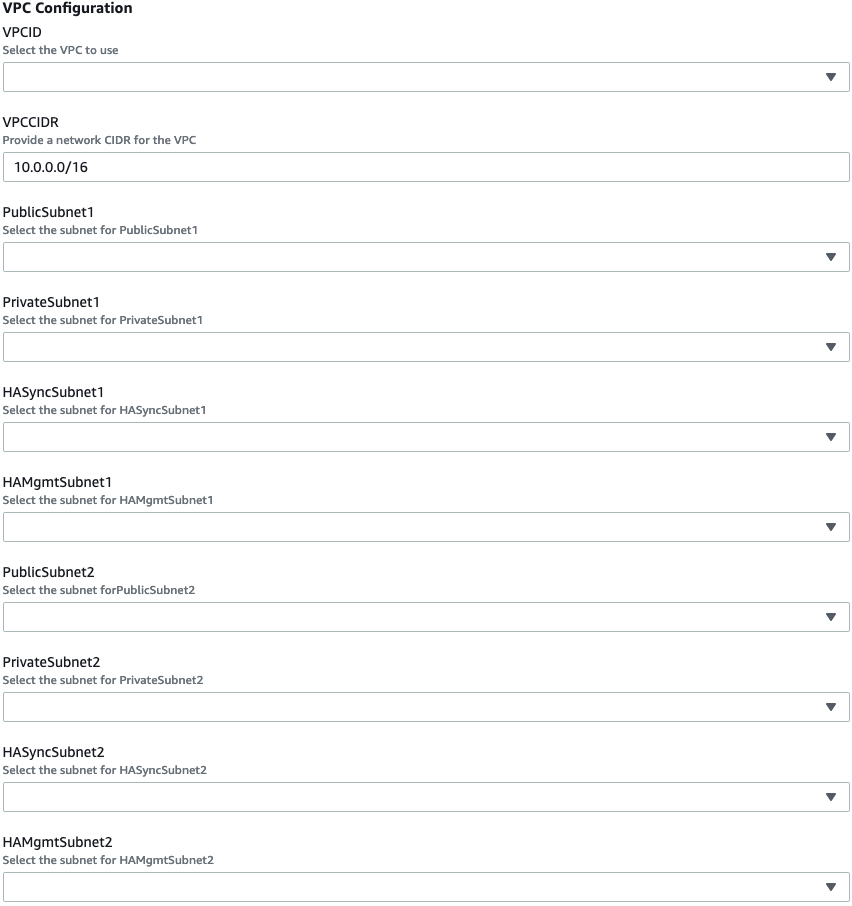 VPC Configuration
VPCID
Select the VPC to use
VPCCIDR
Provide a network CIDR for the VPC
10.0.0.0/16
PublicSubnet1
Select the subnet for PublicSubnet1
PrivateSubnet1
Select the subnet for PrivateSubnet1
HASyncSubnet1
Select the subnet for HASyncSubnet1
HAMgmtSubnet1
Select the subnet for HAMgmtSubnet1
PublicSubnet2
Select the subnet forPublicSubnet2
PrivateSubnet2
Select the subnet for PrivateSubnet2
HASyncSubnet2
Select the subnet for HASyncSubnet2
HAMgmtSubnet2
Select the subnet for HAMgmtSubnet2